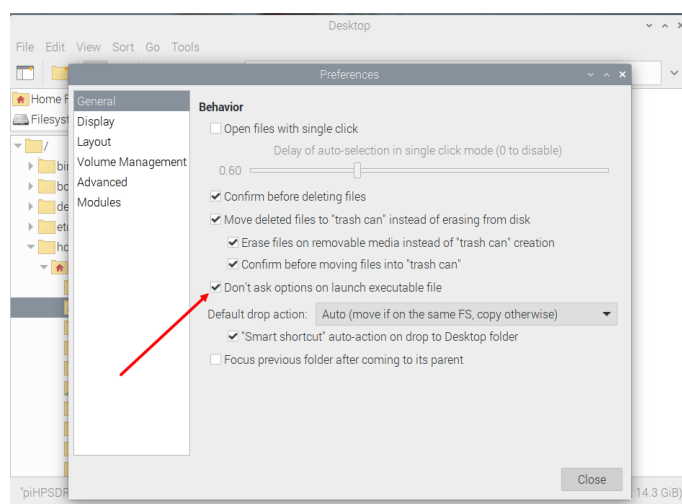 Desktop
File Edit View Sort Go Tools
Preferences
Home F
Filesyst
/
bi
bo
de
etc
ho
General
Display
Layout
Volume Management
Advanced
Modules
Behavior
Open files with single click
Delay of auto-selection in single click mode (0 to disable)
0.60
Confirm before deleting files
Move deleted files to "trash can" instead of erasing from disk
Erase files on removable media instead of "trash can" creation
Confirm before moving files into "trash can"
Don't ask options on launch executable file
Default drop action: Auto (move if on the same FS, copy otherwise)
"Smart shortcut" auto-action on drop to Desktop folder
Focus previous folder after coming to its parent
Close
"piHPSDR
14.3 GiB)